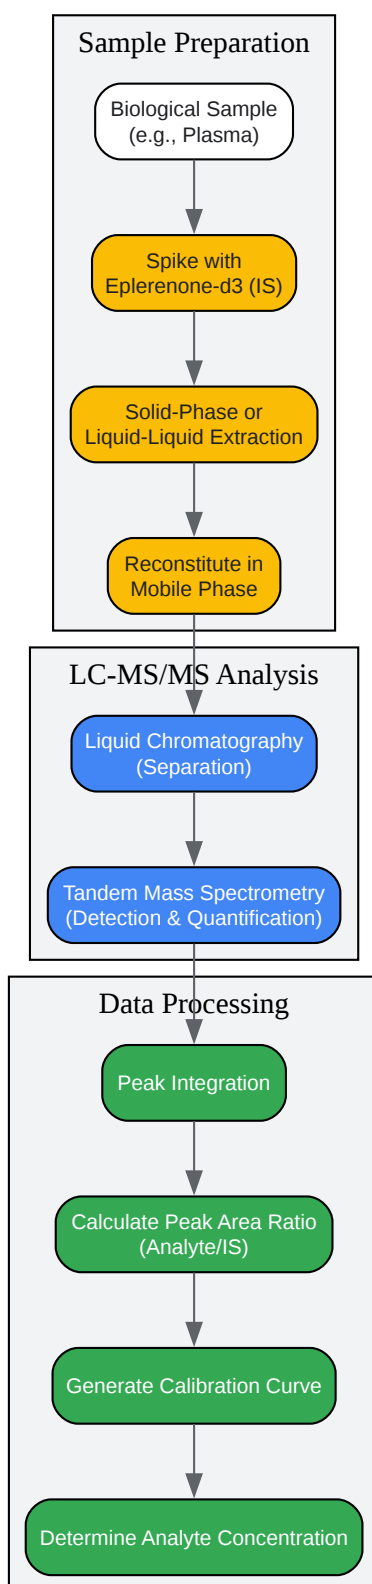 Sample Preparation
Biological Sample
(e.g., Plasma)
Spike with
Eplerenone-d3 (IS)
Solid-Phase or
Liquid-Liquid Extraction
Reconstitute in
Mobile Phase
LC-MS/MS Analysis
Liquid Chromatography
(Separation)
Tandem Mass Spectrometry
(Detection & Quantification)
Data Processing
Peak Integration
Calculate Peak Area Ratio
(Analyte/IS)
Generate Calibration Curve
Determine Analyte Concentration